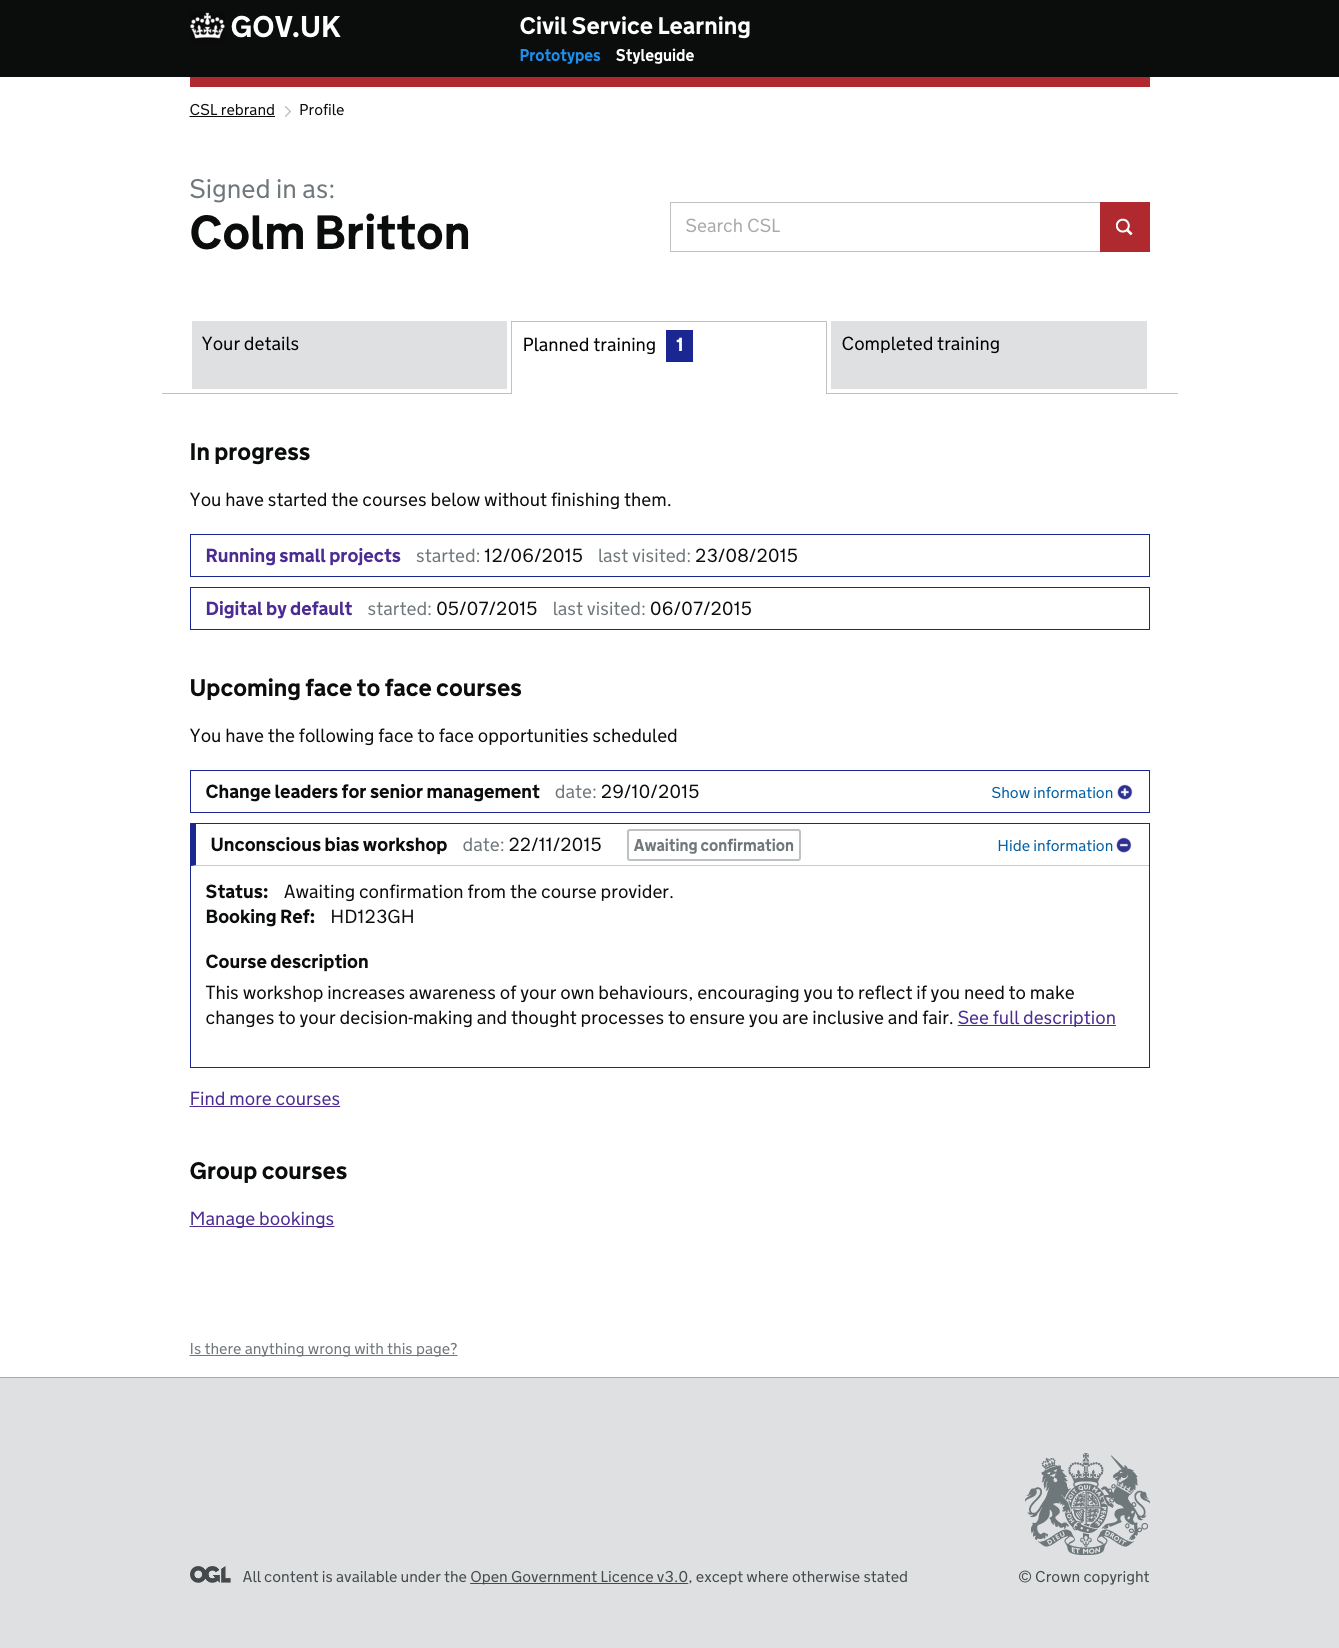 GOV.UK
Civil Service Learning
Prototypes Styleguide
CSL rebrand Profile
Signed in as:
Colm Britton
Search CSL
Your details
Planned training 1
Completed training
In progress
You have started the courses below without finishing them.
Running small projects started: 12/06/2015 last visited: 23/08/2015
Digital by default started: 05/07/2015 last visited: 06/07/2015
Upcoming face to face courses
You have the following face to face opportunities scheduled
Change leaders for senior management date: 29/10/2015 Show information
Unconscious bias workshop date: 22/11/2015 Awaiting confirmation Hide information
Status: Awaiting confirmation from the course provider.
Booking Ref: HD123GH
Course description
This workshop increases awareness of your own behaviours, encouraging you to reflect if you need to make
changes to your decision-making and thought processes to ensure you are inclusive and fair. See full description
Find more courses
Group courses
Manage bookings
Is there anything wrong with this page?
DIEU ET MON DROIT
OGL All content is available under the Open Government Licence v3.0, except where otherwise stated
© Crown copyright